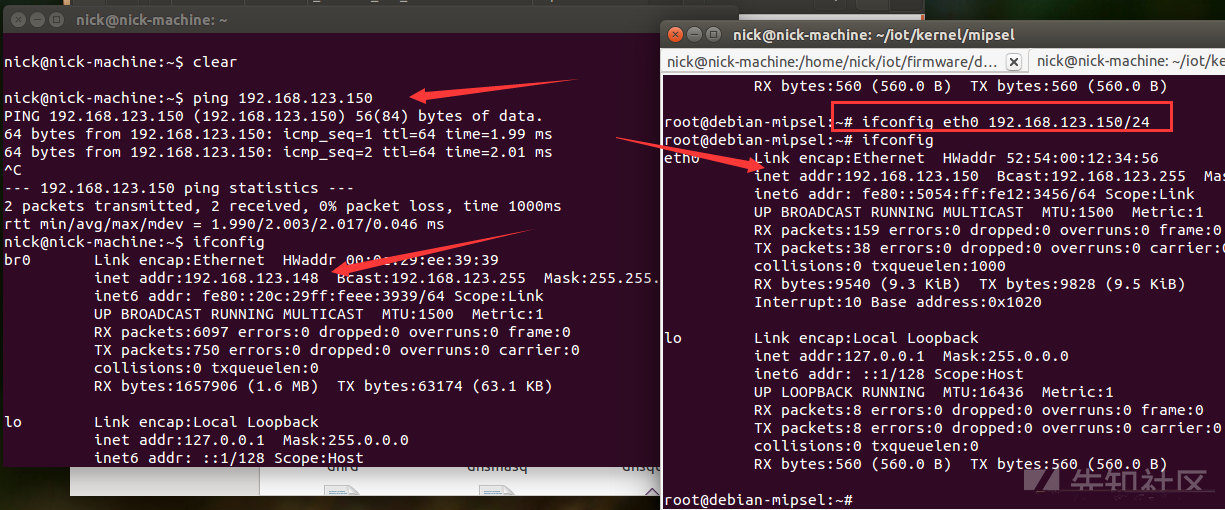 nick@nick-machine: ~
nick@nick-machine:~$ clear
nick@nick-machine:~$ ping 192.168.123.150
PING 192.168.123.150 (192.168.123.150) 56(84) bytes of data.
64 bytes from 192.168.123.150: icmp_seq=1 ttl=64 time=1.99 ms
64 bytes from 192.168.123.150: icmp_seq=2 ttl=64 time=2.01 ms
^C
--- 192.168.123.150 ping statistics ---
2 packets transmitted, 2 received, 0% packet loss, time 1000ms
rtt min/avg/max/mdev = 1.990/2.003/2.017/0.046 ms
nick@nick-machine:~$ ifconfig
br0 Link encap:Ethernet HWaddr 00:0c:29:ee:39:39
inet addr:192.168.123.148 Bcast:192.168.123.255 Mask:255.255.
inet6 addr: fe80::20c:29ff:feee:3939/64 Scope:Link
UP BROADCAST RUNNING MULTICAST MTU:1500 Metric:1
RX packets:6097 errors:0 dropped:0 overruns:0 frame:0
TX packets:750 errors:0 dropped:0 overruns:0 carrier:0
collisions:0 txqueuelen:0
RX bytes:1657906 (1.6 MB) TX bytes:63174 (63.1 KB)
lo Link encap:Local Loopback
inet addr:127.0.0.1 Mask:255.0.0.0
inet6 addr: ::1/128 Scope:Host
nick@nick-machine: ~/iot/kernel/mipsel
nick@nick-machine:/home/nick/iot/firmware/d... nick@nick-machine: ~/iot/ke
RX bytes:560 (560.0 B) TX bytes:560 (560.0 B)
root@debian-mipsel:~# ifconfig eth0 192.168.123.150/24
root@debian-mipsel:~# ifconfig
eth0 Link encap:Ethernet HWaddr 52:54:00:12:34:56
inet addr:192.168.123.150 Bcast:192.168.123.255 Mas
inet6 addr: fe80::5054:ff:fe12:3456/64 Scope:Link
UP BROADCAST RUNNING MULTICAST MTU:1500 Metric:1
RX packets:159 errors:0 dropped:0 overruns:0 frame:0
TX packets:38 errors:0 dropped:0 overruns:0 carrier:0
collisions:0 txqueuelen:1000
RX bytes:9540 (9.3 KiB) TX bytes:9828 (9.5 KiB)
Interrupt:10 Base address:0x1020
lo Link encap:Local Loopback
inet addr:127.0.0.1 Mask:255.0.0.0
inet6 addr: ::1/128 Scope:Host
UP LOOPBACK RUNNING MTU:16436 Metric:1
RX packets:8 errors:0 dropped:0 overruns:0 frame:0
TX packets:8 errors:0 dropped:0 overruns:0 carrier:0
collisions:0 txqueuelen:0
RX bytes:560 (560.0 B) TX bytes:560 (560.0 B)
root@debian-mipsel:~#
先知社区